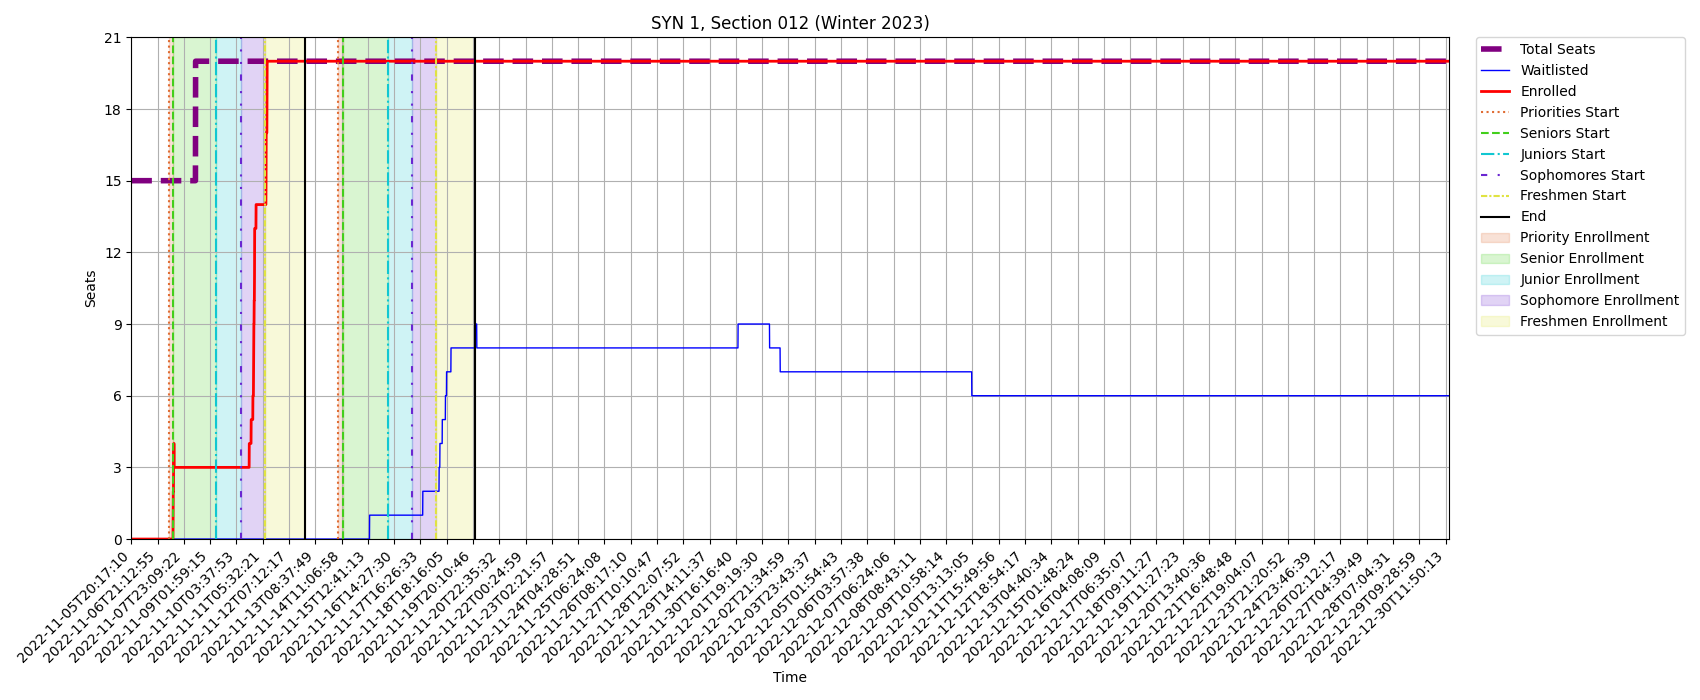 SYN 1, Section 012 (Winter 2023)
Seats
21
18
15
12
9
6
3
0
2022-11-05T20:17:10
2022-11-06T21:12:55
2022-11-07T23:09:22
2022-11-09T01:59:15
2022-11-10T03:37:53
2022-11-11T05:32:21
2022-11-12T07:12:17
2022-11-13T08:37:49
2022-11-14T11:06:58
2022-11-15T12:41:13
2022-11-16T14:27:30
2022-11-17T16:26:33
2022-11-18T18:16:05
2022-11-19T20:10:46
2022-11-20T22:35:32
2022-11-22T00:24:59
2022-11-23T02:21:57
2022-11-24T04:28:51
2022-11-25T06:24:08
2022-11-26T08:17:10
2022-11-27T10:10:47
2022-11-28T12:07:52
2022-11-29T14:11:37
2022-11-30T16:16:40
2022-12-01T19:19:30
2022-12-02T21:34:59
2022-12-03T23:43:37
2022-12-05T01:54:43
2022-12-06T03:57:38
2022-12-07T06:24:06
2022-12-08T08:43:11
2022-12-09T10:58:14
2022-12-10T13:13:05
2022-12-11T15:49:56
2022-12-12T18:54:17
2022-12-13T04:40:34
2022-12-15T01:48:24
2022-12-16T04:08:09
2022-12-17T06:35:07
2022-12-18T09:11:27
2022-12-19T11:27:23
2022-12-20T13:40:36
2022-12-21T16:48:48
2022-12-22T19:04:07
2022-12-23T21:20:52
2022-12-24T23:46:39
2022-12-26T02:12:17
2022-12-27T04:39:49
2022-12-28T07:04:31
2022-12-29T09:28:59
2022-12-30T11:50:13
Time
Total Seats
Waitlisted
Enrolled
Priorities Start
Seniors Start
Juniors Start
Sophomores Start
Freshmen Start
End
Priority Enrollment
Senior Enrollment
Junior Enrollment
Sophomore Enrollment
Freshmen Enrollment